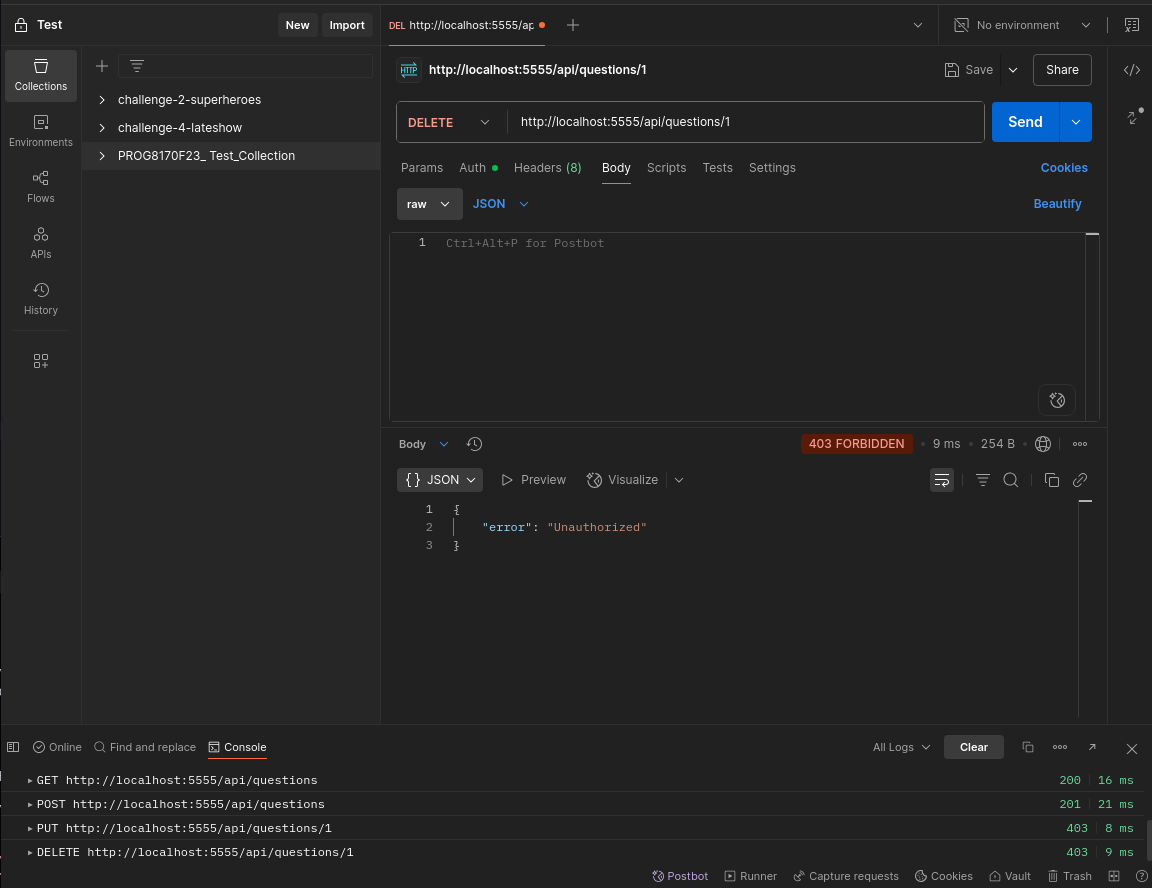 Test
New
Import
DEL http://localhost:5555/ap
No environment
Collections
Environments
Flows
APIs
History
challenge-2-superheroes
challenge-4-lateshow
PROG8170F23_ Test_Collection
HTTP http://localhost:5555/api/questions/1
Save
Share
DELETE http://localhost:5555/api/questions/1
Send
Params Auth Headers (8) Body Scripts Tests Settings
Cookies
raw JSON
Beautify
1 Ctrl+Alt+P for Postbot
Body
403 FORBIDDEN • 9 ms • 254 B •
{} JSON Preview Visualize
1 {
2 "error": "Unauthorized"
3 }
Online Find and replace Console
All Logs Clear
GET http://localhost:5555/api/questions 200 16 ms
POST http://localhost:5555/api/questions 201 21 ms
PUT http://localhost:5555/api/questions/1 403 8 ms
DELETE http://localhost:5555/api/questions/1 403 9 ms
Postbot Runner Capture requests Cookies Vault Trash